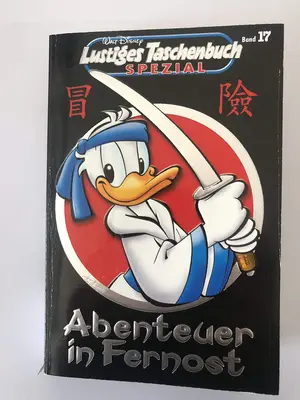 Walt Disney
Band 17
Lustiges Taschenbuch
SPEZIAL
冒 險
Abenteuer
in Fernost